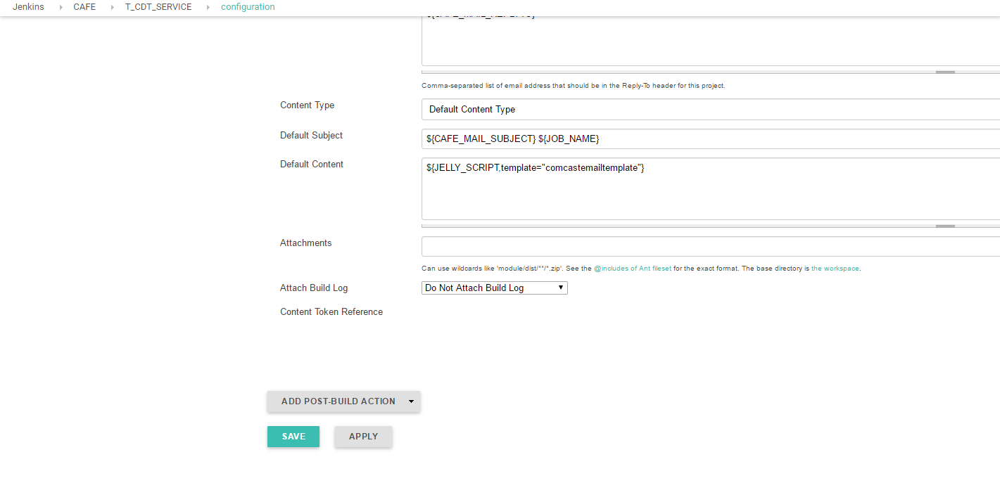 Jenkins CAFE T_CDT_SERVICE configuration
Comma-separated list of email address that should be in the Reply-To header for this project.
Content Type Default Content Type
Default Subject ${CAFE_MAIL_SUBJECT} ${JOB_NAME}
Default Content ${JELLY_SCRIPT,template="comcastemailtemplate"}
Attachments
Can use wildcards like 'module/dist/**/*.zip'. See the @includes of Ant fileset for the exact format. The base directory is the workspace.
Attach Build Log Do Not Attach Build Log
Content Token Reference
ADD POST-BUILD ACTION
SAVE APPLY